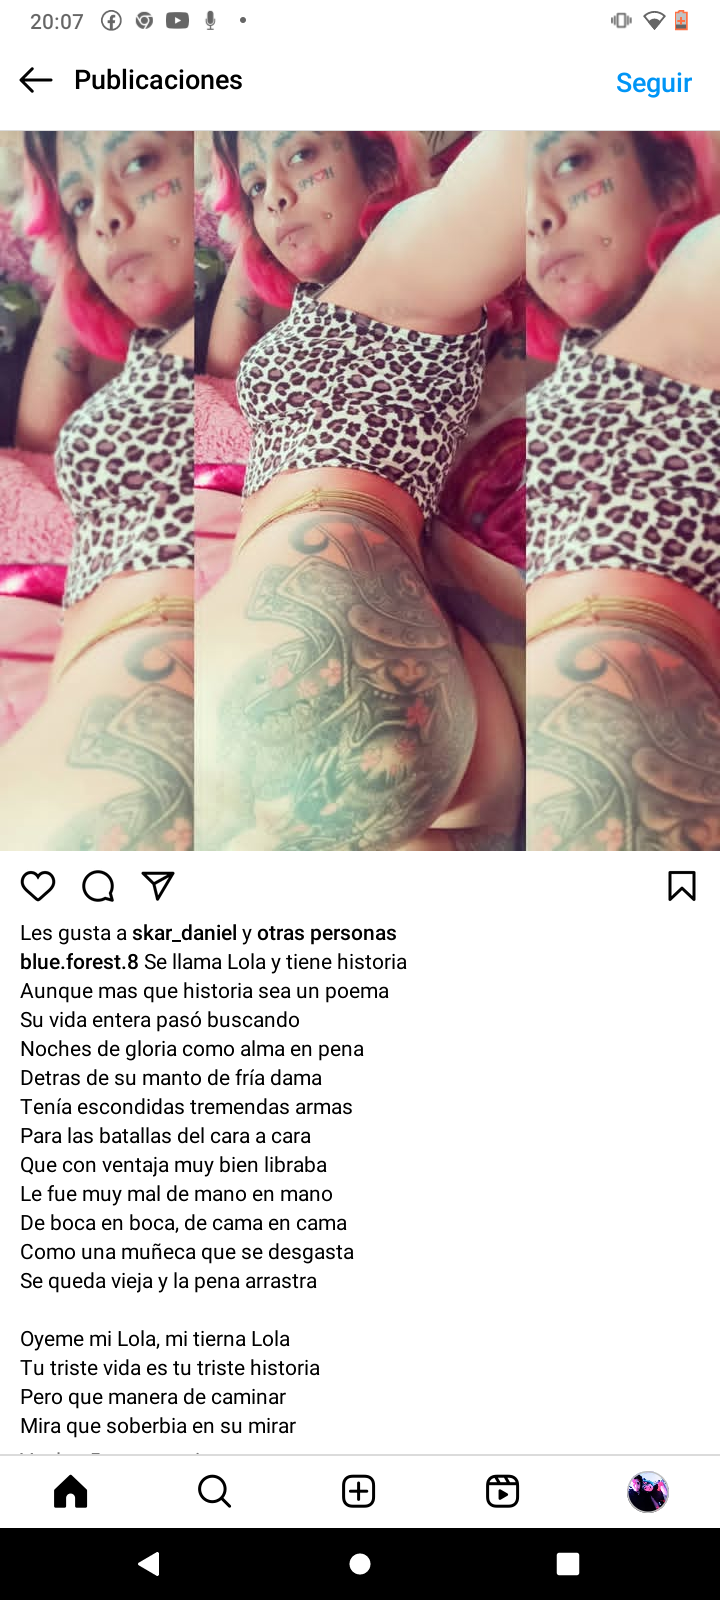 20:07
Publicaciones
Seguir
Les gusta a skar_daniel y otras personas
blue.forest.8 Se llama Lola y tiene historia
Aunque mas que historia sea un poema
Su vida entera pasó buscando
Noches de gloria como alma en pena
Detras de su manto de fría dama
Tenía escondidas tremendas armas
Para las batallas del cara a cara
Que con ventaja muy bien libraba
Le fue muy mal de mano en mano
De boca en boca, de cama en cama
Como una muñeca que se desgasta
Se queda vieja y la pena arrastra
Oyeme mi Lola, mi tierna Lola
Tu triste vida es tu triste historia
Pero que manera de caminar
Mira que soberbia en su mirar